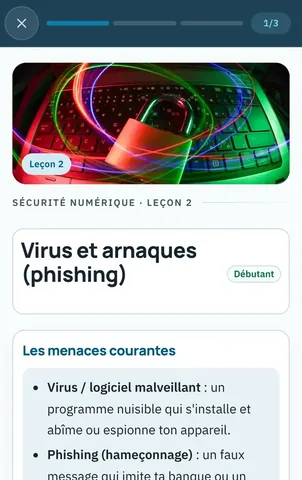 1/3
Leçon 2
SÉCURITÉ NUMÉRIQUE · LEÇON 2
Virus et arnaques
(phishing)
Débutant
Les menaces courantes
• Virus / logiciel malveillant : un
programme nuisible qui s'installe et
abîme ou espionne ton appareil.
• Phishing (hameçonnage) : un faux
message qui imite ta banque ou un